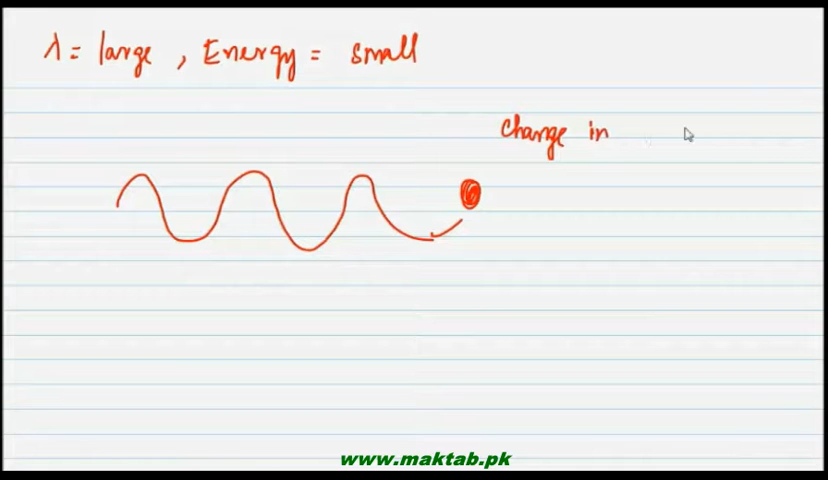 λ = large , Energy = small
change in
www.maktab.pk